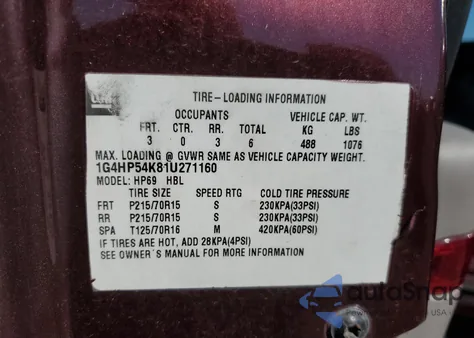 TIRE-LOADING INFORMATION
OCCUPANTS VEHICLE CAP. WT.
FRT. CTR. RR. TOTAL KG LBS
3 0 3 6 488 1076
MAX. LOADING @ GVWR SAME AS VEHICLE CAPACITY WEIGHT.
1G4HP54K81U271160
MODEL: HP69 HBL
TIRE SIZE SPEED RTG COLD TIRE PRESSURE
FRT P215/70R15 S 230KPA(33PSI)
RR P215/70R15 S 230KPA(33PSI)
SPA T125/70R16 M 420KPA(60PSI)
IF TIRES ARE HOT, ADD 28KPA(4PSI)
SEE OWNER'S MANUAL FOR MORE INFORMATION
autoSnap